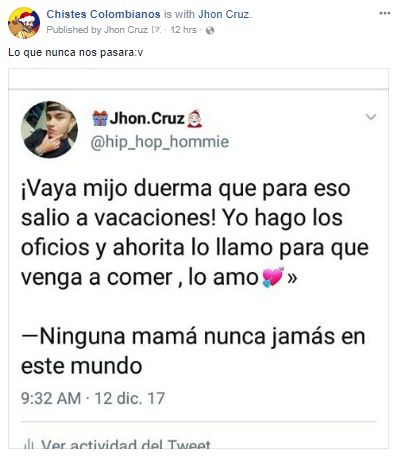 Chistes Colombianos is with Jhon Cruz.
Published by Jhon Cruz [?] · 12 hrs ·
Lo que nunca nos pasara:v
🎁Jhon.Cruz🎅
@hip_hop_hommie
¡Vaya mijo duerma que para eso
salio a vacaciones! Yo hago los
oficios y ahorita lo llamo para que
venga a comer , lo amo💘»
—Ninguna mamá nunca jamás en
este mundo
9:32 AM · 12 dic. 17
Ver actividad del Tweet